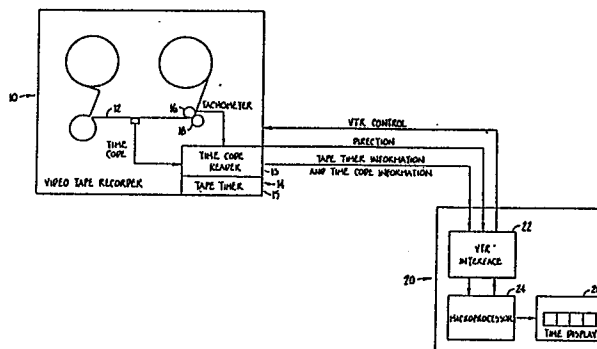 10
12
16
18
TACHOMETER
TIME
CODE
TIME CODE
READER
13
TAPE TIMER
14
15
VIDEO TAPE RECORDER
VTR CONTROL
DIRECTION
TAPE TIMER INFORMATION
AND TIME CODE INFORMATION
20
22
VTR
INTERFACE
24
MICROPROCESSOR
TIME DISPLAY